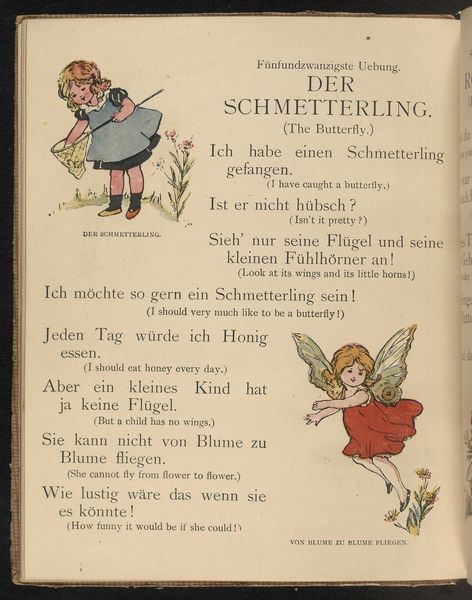 Fünfundzwanzigste Uebung.
DER
SCHMETTERLING.
(The Butterfly.)
Ich habe einen Schmetterling
gefangen.
(I have caught a butterfly.)
Ist er nicht hübsch?
(Isn't it pretty?)
Sieh' nur seine Flügel und seine
kleinen Fühlhörner an!
(Look at its wings and its little horns!)
DER SCHMETTERLING.
Ich möchte so gern ein Schmetterling sein!
(I should very much like to be a butterfly!)
Jeden Tag würde ich Honig
essen.
(I should eat honey every day.)
Aber ein kleines Kind hat
ja keine Flügel.
(But a child has no wings.)
Sie kann nicht von Blume zu
Blume fliegen.
(She cannot fly from flower to flower.)
Wie lustig wäre das wenn sie
es könnte!
(How funny it would be if she could!)
VON BLUME ZU BLUME FLIEGEN.